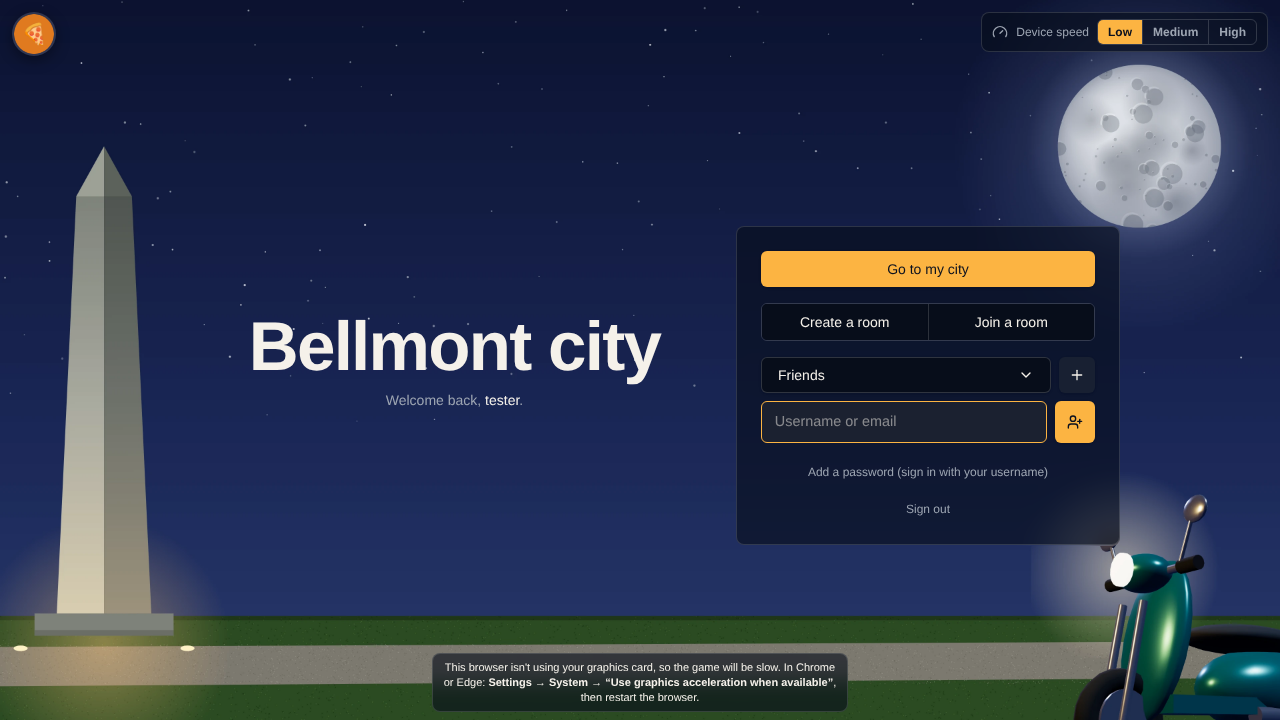 Device speed
Low
Medium
High
Bellmont city
Welcome back, tester.
Go to my city
Create a room
Join a room
Friends
Username or email
Add a password (sign in with your username)
Sign out
This browser isn't using your graphics card, so the game will be slow. In Chrome
or Edge: Settings → System → “Use graphics acceleration when available”,
then restart the browser.